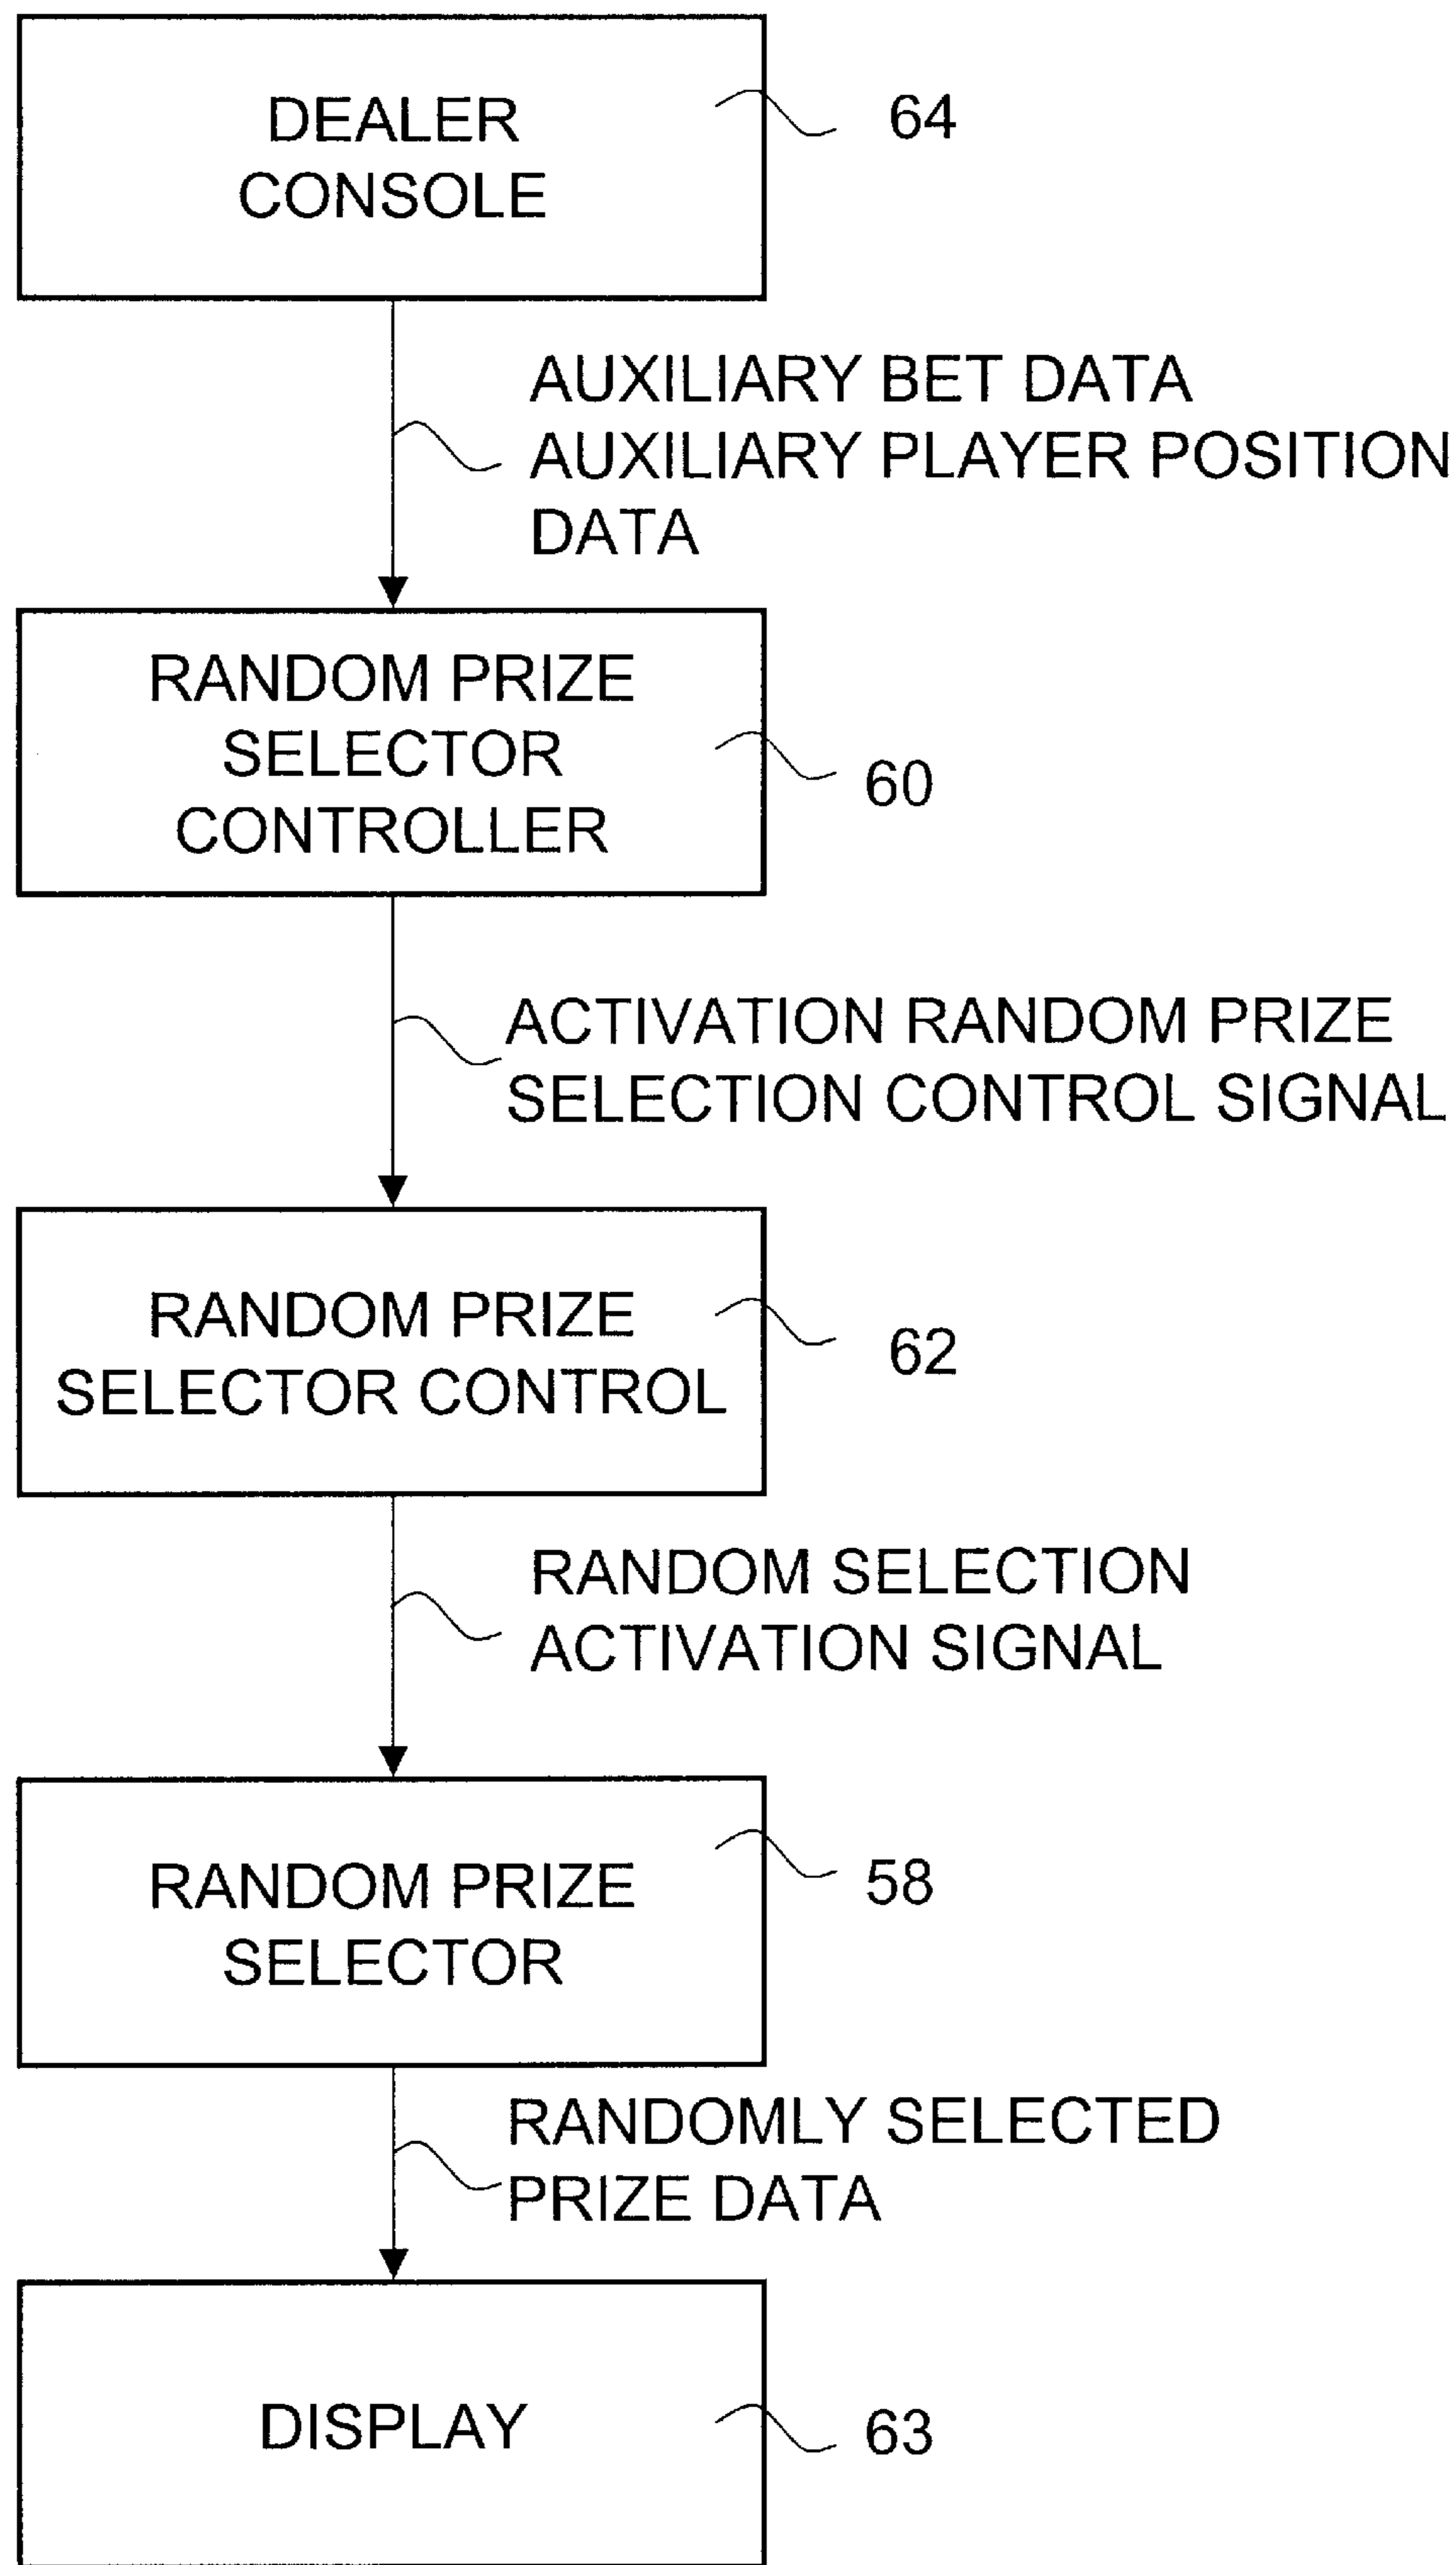 DEALER
CONSOLE
64
AUXILIARY BET DATA
AUXILIARY PLAYER POSITION
DATA
RANDOM PRIZE
SELECTOR
CONTROLLER
60
ACTIVATION RANDOM PRIZE
SELECTION CONTROL SIGNAL
RANDOM PRIZE
SELECTOR CONTROL
62
RANDOM SELECTION
ACTIVATION SIGNAL
RANDOM PRIZE
SELECTOR
58
RANDOMLY SELECTED
PRIZE DATA
DISPLAY
63